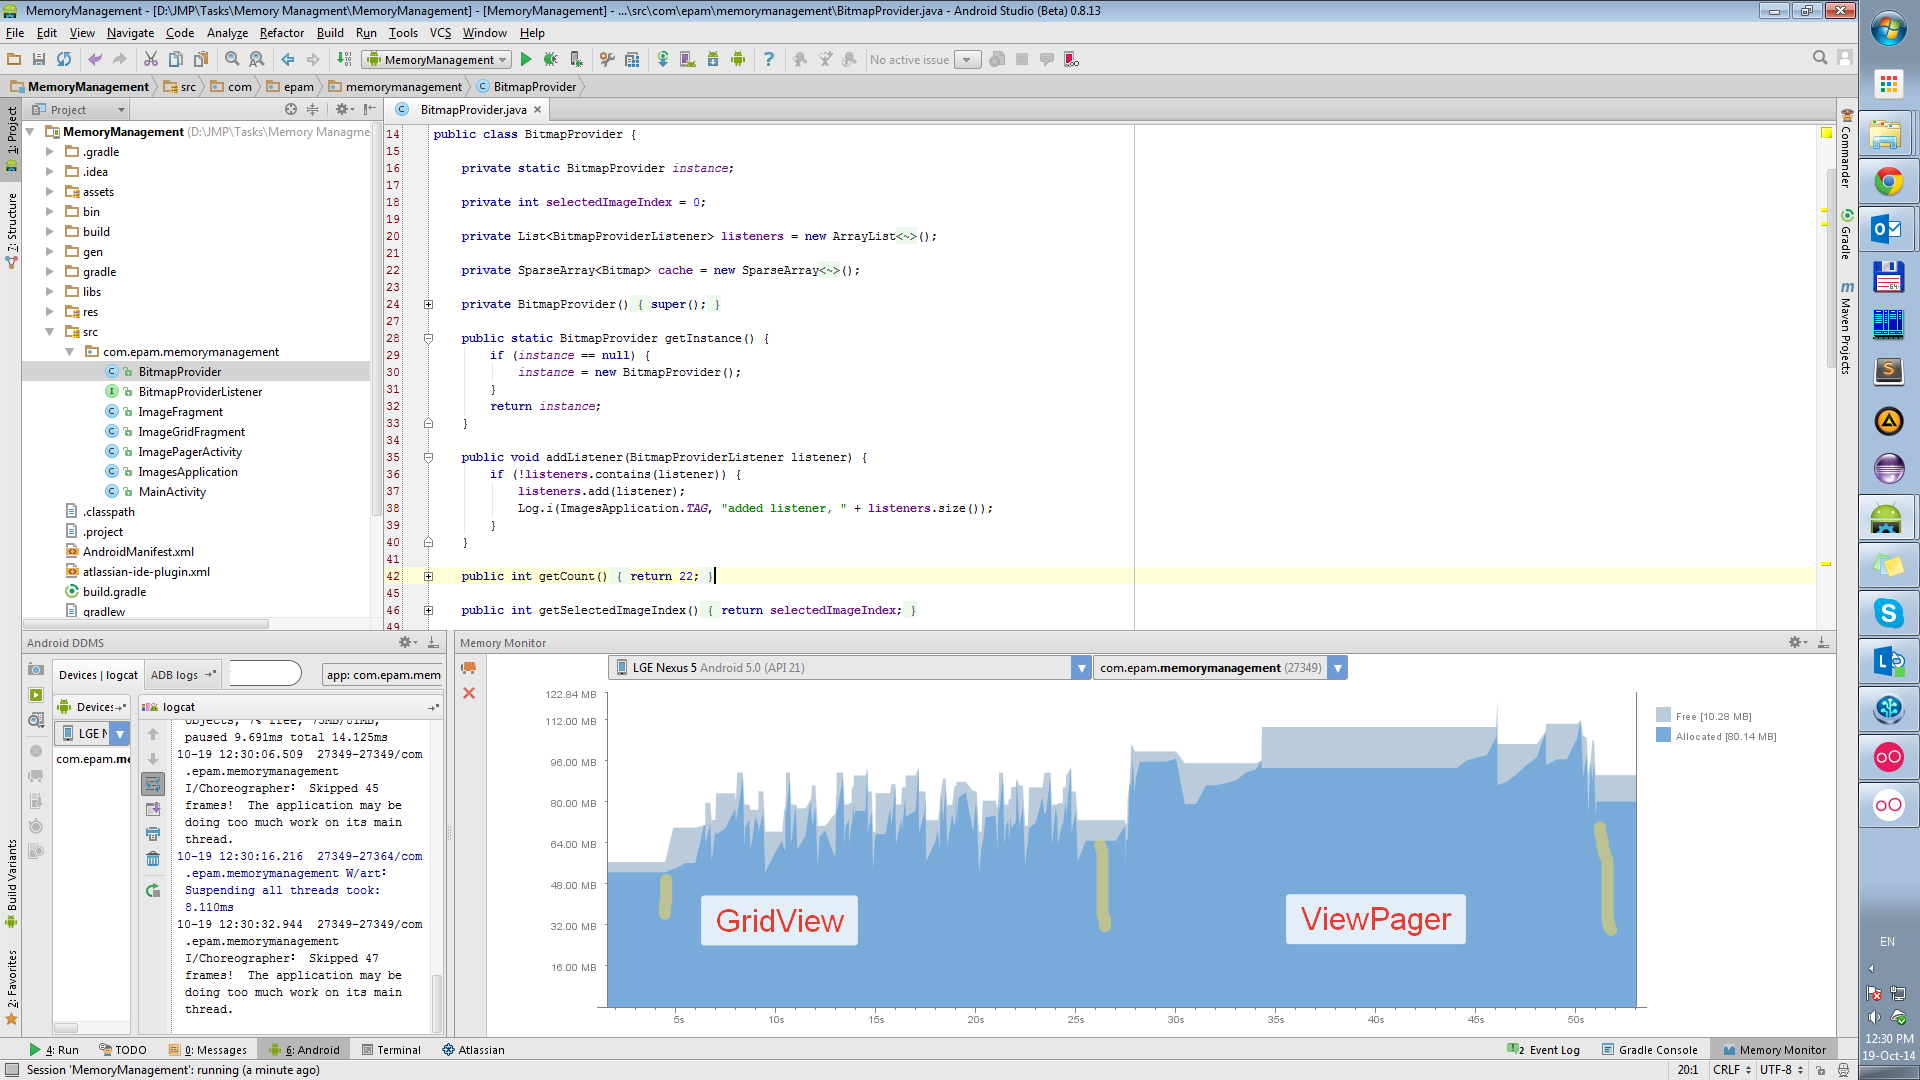 MemoryManagement - [D:\JMP\Tasks\Memory Managment\MemoryManagement] - [MemoryManagement] - ...\src\com\epam\memorymanagement\BitmapProvider.java - Android Studio (Beta) 0.8.13
File Edit View Navigate Code Analyze Refactor Build Run Tools VCS Window Help
MemoryManagement
No active issue
MemoryManagement src com epam memorymanagement BitmapProvider
1: Project
7: Structure
Build Variants
2: Favorites
Project
MemoryManagement (D:\JMP\Tasks\Memory Managme
.gradle
.idea
assets
bin
build
gen
gradle
libs
res
src
com.epam.memorymanagement
BitmapProvider
BitmapProviderListener
ImageFragment
ImageGridFragment
ImagePagerActivity
ImagesApplication
MainActivity
.classpath
.project
AndroidManifest.xml
atlassian-ide-plugin.xml
build.gradle
gradlew
BitmapProvider.java
14 public class BitmapProvider {
15
16 private static BitmapProvider instance;
17
18 private int selectedImageIndex = 0;
19
20 private List<BitmapProviderListener> listeners = new ArrayList<~>();
21
22 private SparseArray<Bitmap> cache = new SparseArray<~>();
23
24 private BitmapProvider() { super(); }
27
28 public static BitmapProvider getInstance() {
29 if (instance == null) {
30 instance = new BitmapProvider();
31 }
32 return instance;
33 }
34
35 public void addListener(BitmapProviderListener listener) {
36 if (!listeners.contains(listener)) {
37 listeners.add(listener);
38 Log.i(ImagesApplication.TAG, "added listener, " + listeners.size());
39 }
40 }
41
42 public int getCount() { return 22; }
45
46 public int getSelectedImageIndex() { return selectedImageIndex; }
49
Commander
Gradle
Maven Projects
Android DDMS
Devices | logcat
ADB logs
app: com.epam.mem
Devices
LGE N
com.epam.me
logcat
objects, 7% free, 75MB/81MB,
paused 9.691ms total 14.125ms
10-19 12:30:06.509 27349-27349/com
.epam.memorymanagement
I/Choreographer: Skipped 45
frames! The application may be
doing too much work on its main
thread.
10-19 12:30:16.216 27349-27364/com
.epam.memorymanagement W/art:
Suspending all threads took:
8.110ms
10-19 12:30:32.944 27349-27349/com
.epam.memorymanagement
I/Choreographer: Skipped 47
frames! The application may be
doing too much work on its main
thread.
Memory Monitor
LGE Nexus 5 Android 5.0 (API 21)
com.epam.memorymanagement (27349)
122.84 MB
112.00 MB
96.00 MB
80.00 MB
64.00 MB
48.00 MB
32.00 MB
16.00 MB
Free [10.28 MB]
Allocated [80.14 MB]
GridView
ViewPager
5s 10s 15s 20s 25s 30s 35s 40s 45s 50s
4: Run TODO 0: Messages 6: Android Terminal Atlassian
2 Event Log Gradle Console Memory Monitor
Session 'MemoryManagement': running (a minute ago)
20:1 CRLF UTF-8
64
EN
12:30 PM
19-Oct-14